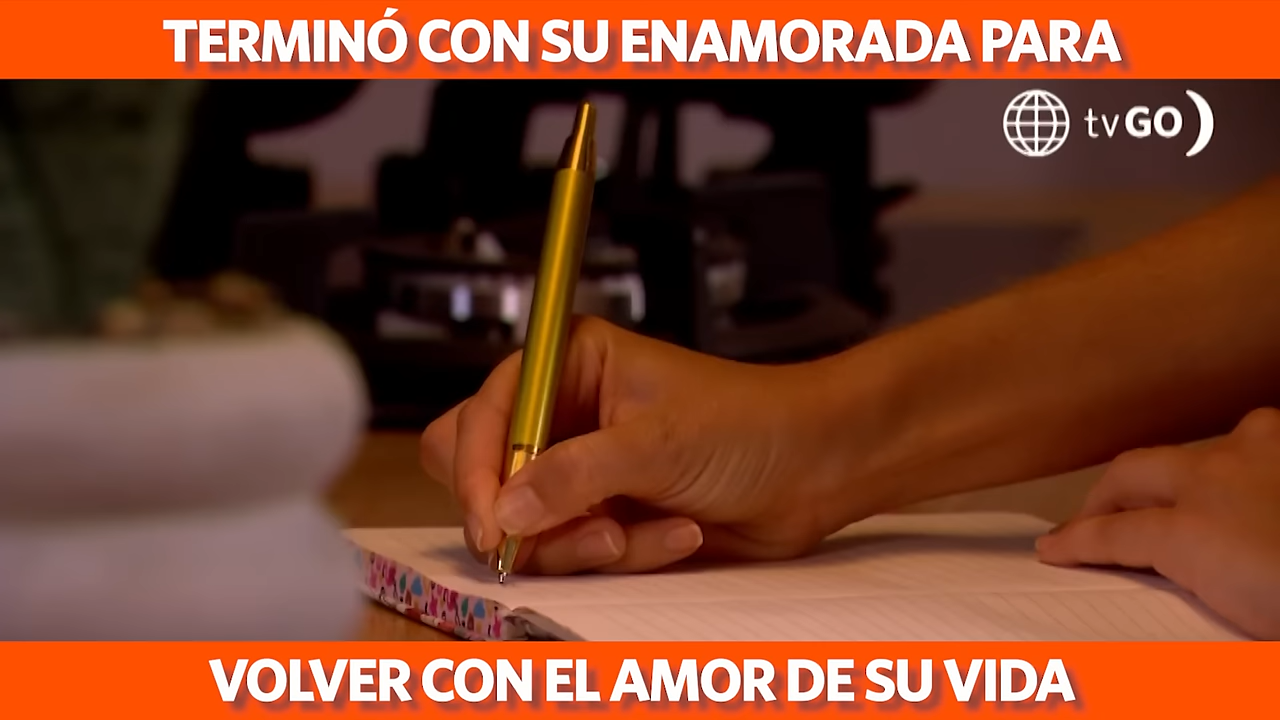 TERMINÓ CON SU ENAMORADA PARA
tvGO
VOLVER CON EL AMOR DE SU VIDA